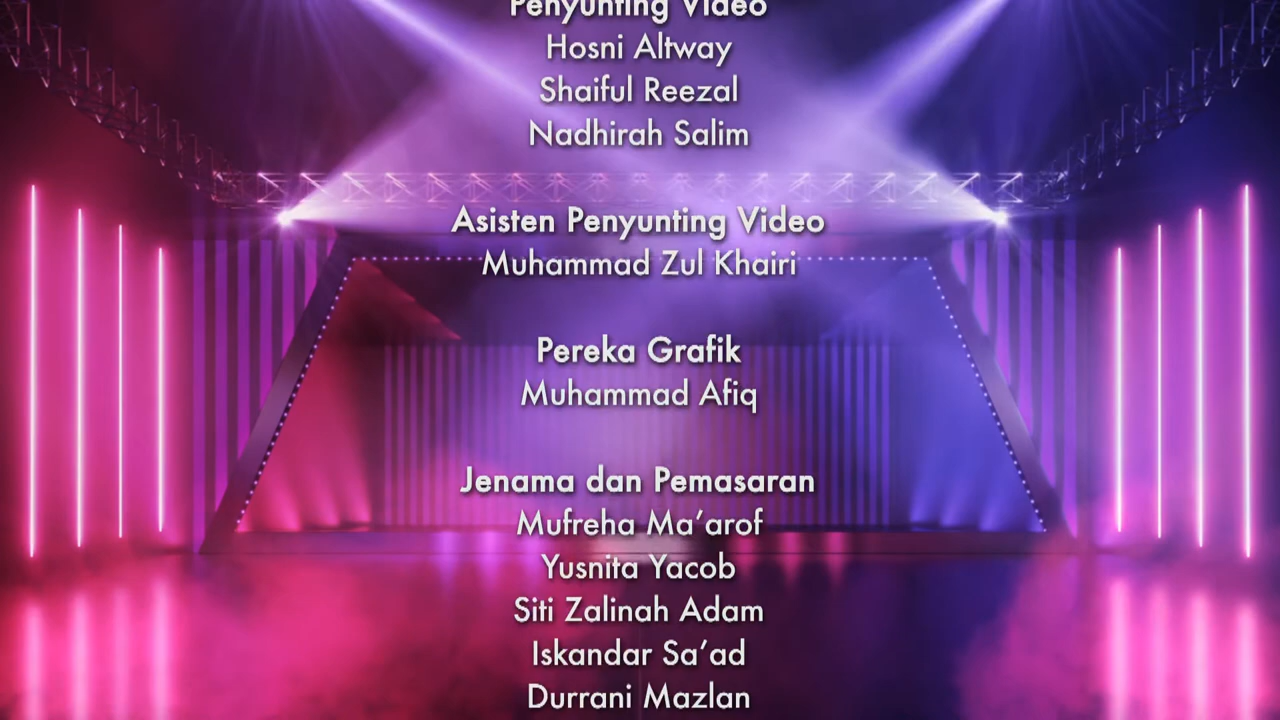 Penyunting Video
Hosni Altway
Shaiful Reezal
Nadhirah Salim
Asisten Penyunting Video
Muhammad Zul Khairi
Pereka Grafik
Muhammad Afiq
Jenama dan Pemasaran
Mufreha Ma’arof
Yusnita Yacob
Siti Zalinah Adam
Iskandar Sa’ad
Durrani Mazlan